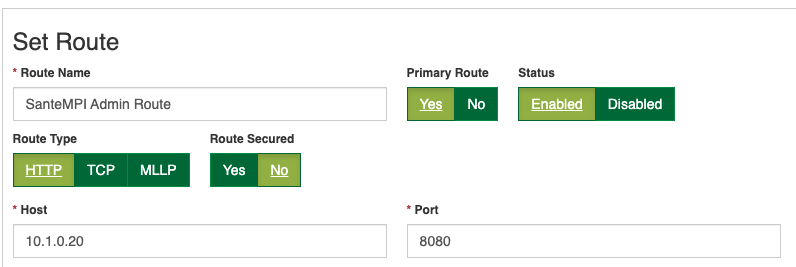 Set Route
* Route Name Primary Route Status
SanteMPI Admin Route Yes No Enabled Disabled
Route Type Route Secured
HTTP TCP MLLP Yes No
* Host * Port
10.1.0.20 8080